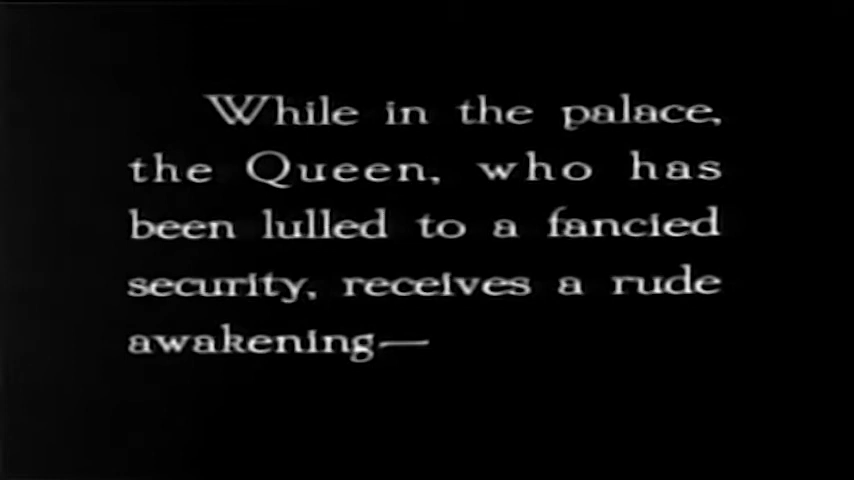 While in the palace,
the Queen, who has
been lulled to a fancied
security, receives a rude
awakening—